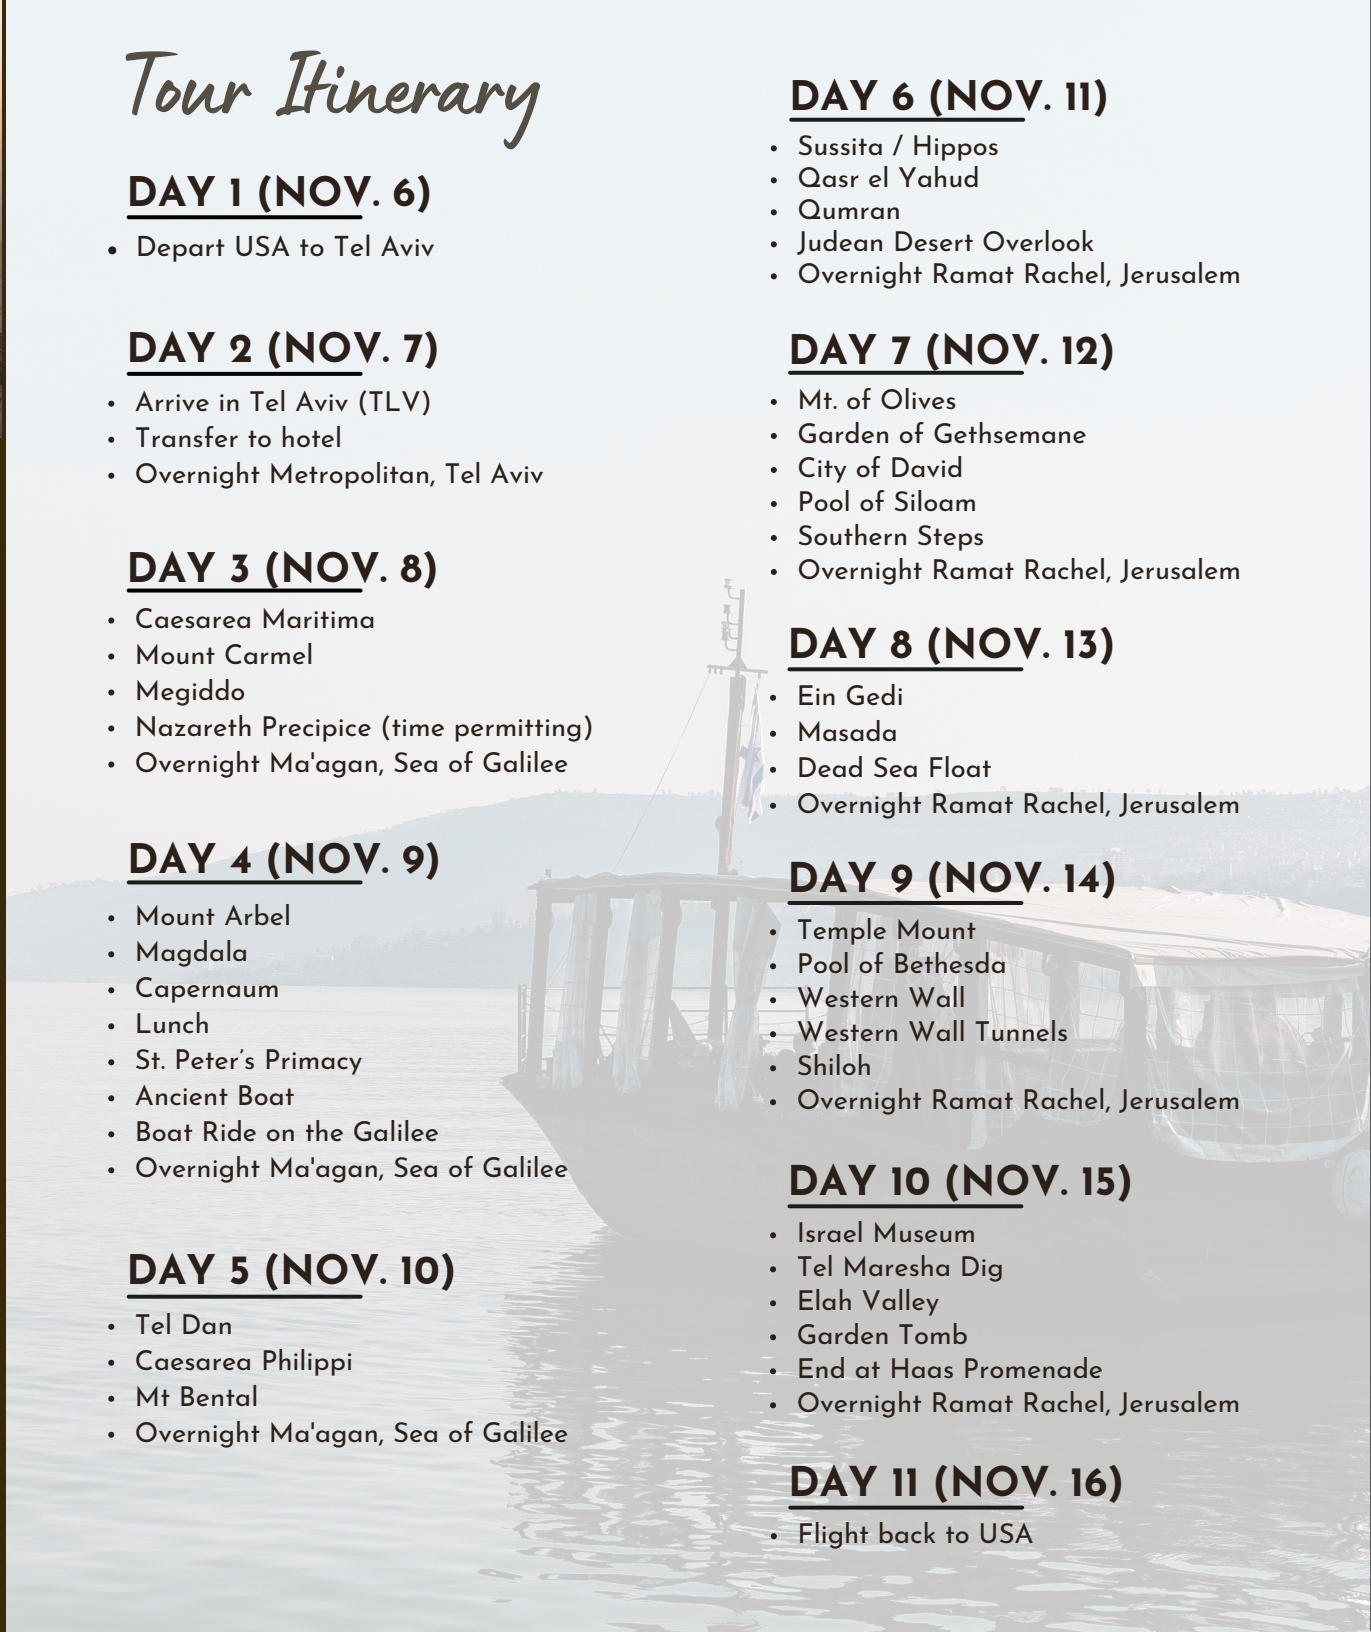 Tour Itinerary
DAY 1 (NOV. 6)
• Depart USA to Tel Aviv
DAY 2 (NOV. 7)
• Arrive in Tel Aviv (TLV)
• Transfer to hotel
• Overnight Metropolitan, Tel Aviv
DAY 3 (NOV. 8)
• Caesarea Maritima
• Mount Carmel
• Megiddo
• Nazareth Precipice (time permitting)
• Overnight Ma'agan, Sea of Galilee
DAY 4 (NOV. 9)
• Mount Arbel
• Magdala
• Capernaum
• Lunch
• St. Peter’s Primacy
• Ancient Boat
• Boat Ride on the Galilee
• Overnight Ma'agan, Sea of Galilee
DAY 5 (NOV. 10)
• Tel Dan
• Caesarea Philippi
• Mt Bental
• Overnight Ma'agan, Sea of Galilee
DAY 6 (NOV. 11)
• Sussita / Hippos
• Qasr el Yahud
• Qumran
• Judean Desert Overlook
• Overnight Ramat Rachel, Jerusalem
DAY 7 (NOV. 12)
• Mt. of Olives
• Garden of Gethsemane
• City of David
• Pool of Siloam
• Southern Steps
• Overnight Ramat Rachel, Jerusalem
DAY 8 (NOV. 13)
• Ein Gedi
• Masada
• Dead Sea Float
• Overnight Ramat Rachel, Jerusalem
DAY 9 (NOV. 14)
• Temple Mount
• Pool of Bethesda
• Western Wall
• Western Wall Tunnels
• Shiloh
• Overnight Ramat Rachel, Jerusalem
DAY 10 (NOV. 15)
• Israel Museum
• Tel Maresha Dig
• Elah Valley
• Garden Tomb
• End at Haas Promenade
• Overnight Ramat Rachel, Jerusalem
DAY 11 (NOV. 16)
• Flight back to USA